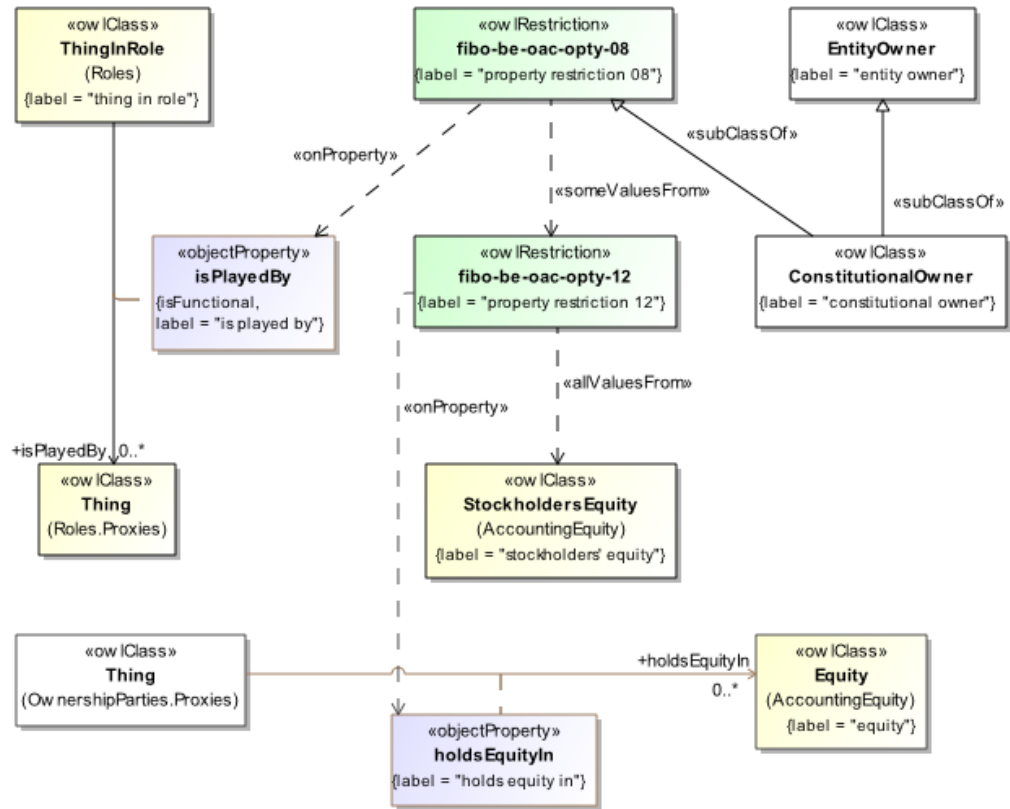 «owlClass»
ThingInRole
(Roles)
{label = "thing in role"}
«owlRestriction»
fibo-be-oac-opty-08
{label = "property restriction 08"}
«owlClass»
EntityOwner
{label = "entity owner"}
«subClassOf»
«onProperty»
«someValuesFrom»
«subClassOf»
«objectProperty»
isPlayedBy
{isFunctional,
label = "is played by"}
«owlRestriction»
fibo-be-oac-opty-12
{label = "property restriction 12"}
«owlClass»
ConstitutionalOwner
{label = "constitutional owner"}
«allValuesFrom»
«onProperty»
+isPlayedBy 0..*
«owlClass»
Thing
(Roles.Proxies)
«owlClass»
StockholdersEquity
(AccountingEquity)
{label = "stockholders' equity"}
«owlClass»
Thing
(OwnershipParties.Proxies)
+holdsEquityIn
0..*
«owlClass»
Equity
(AccountingEquity)
{label = "equity"}
«objectProperty»
holdsEquityIn
{label = "holds equity in"}